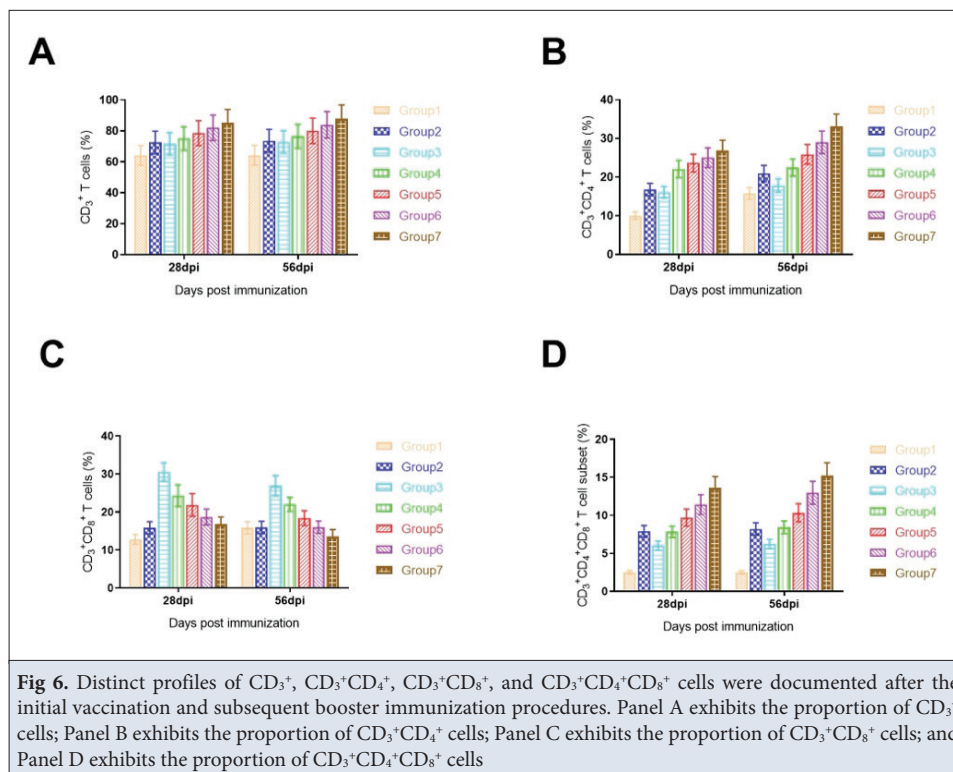 A
CD₃⁺ T cells (%)
100
80
60
40
20
0
28dpi 56dpi
Days post immunization
Group1
Group2
Group3
Group4
Group5
Group6
Group7
B
CD₃⁺CD₄⁺ T cells (%)
40
30
20
10
0
28dpi 56dpi
Days post immunization
Group1
Group2
Group3
Group4
Group5
Group6
Group7
C
CD₃⁺CD₈⁺ T cells (%)
40
30
20
10
0
28dpi 56dpi
Days post immunization
Group1
Group2
Group3
Group4
Group5
Group6
Group7
D
CD₃⁺CD₄⁺CD₈⁺ T cell subset (%)
20
15
10
5
0
28dpi 56dpi
Days post immunization
Group1
Group2
Group3
Group4
Group5
Group6
Group7
Fig 6. Distinct profiles of CD₃⁺, CD₃⁺CD₄⁺, CD₃⁺CD₈⁺, and CD₃⁺CD₄⁺CD₈⁺ cells were documented after the
initial vaccination and subsequent booster immunization procedures. Panel A exhibits the proportion of CD₃⁺
cells; Panel B exhibits the proportion of CD₃⁺CD₄⁺ cells; Panel C exhibits the proportion of CD₃⁺CD₈⁺ cells; and
Panel D exhibits the proportion of CD₃⁺CD₄⁺CD₈⁺ cells